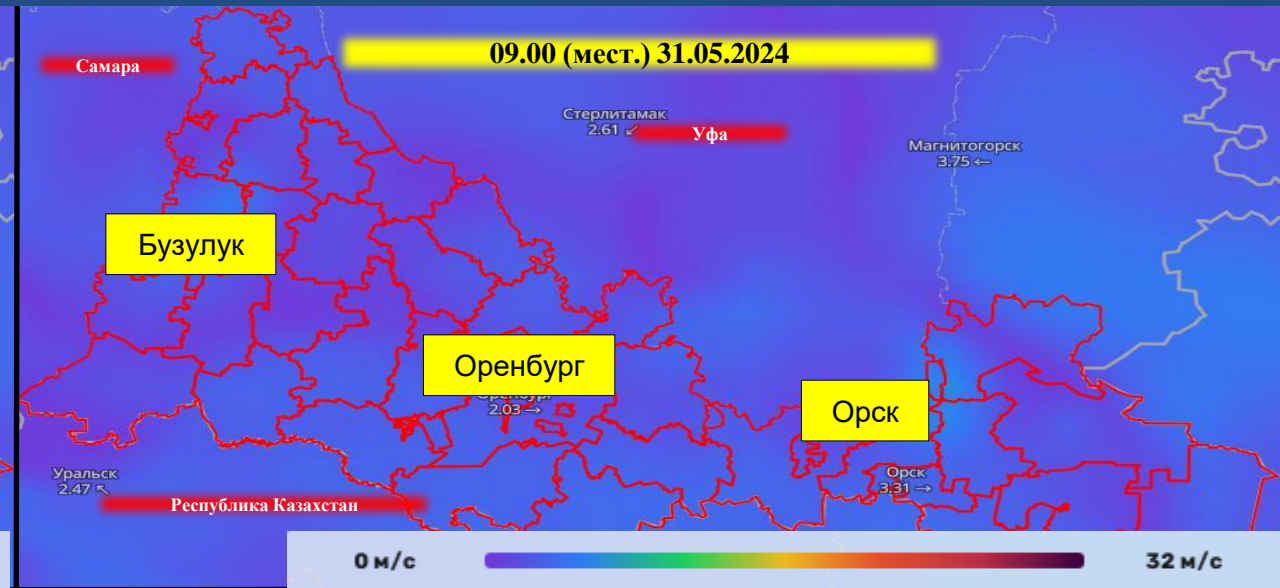 09.00 (мест.) 31.05.2024
Самара
Стерлитамак
2.61 ↙
Уфа
Магнитогорск
3.75 ←
Бузулук
Оренбург
Оренбург
2.03 →
Орск
Уральск
2.47 ↖
Орск
3.31 →
Республика Казахстан
0 м/с
32 м/с